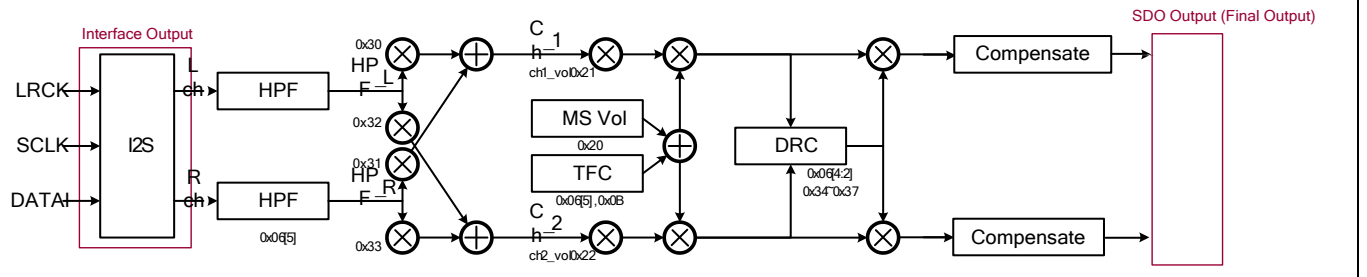 SDO Output (Final Output)
Interface Output
LRCK
SCLK
DATAI
I2S
L
ch
R
ch
HPF
HPF
0x06[5]
0x30
HP
F_L
0x32
0x31
HP
F_R
0x33
C
h_1
ch1_vol0x21
C
h_2
ch2_vol0x22
MS Vol
0x20
TFC
0x06[5],0x0B
DRC
0x06[4:2]
0x34~0x37
Compensate
Compensate